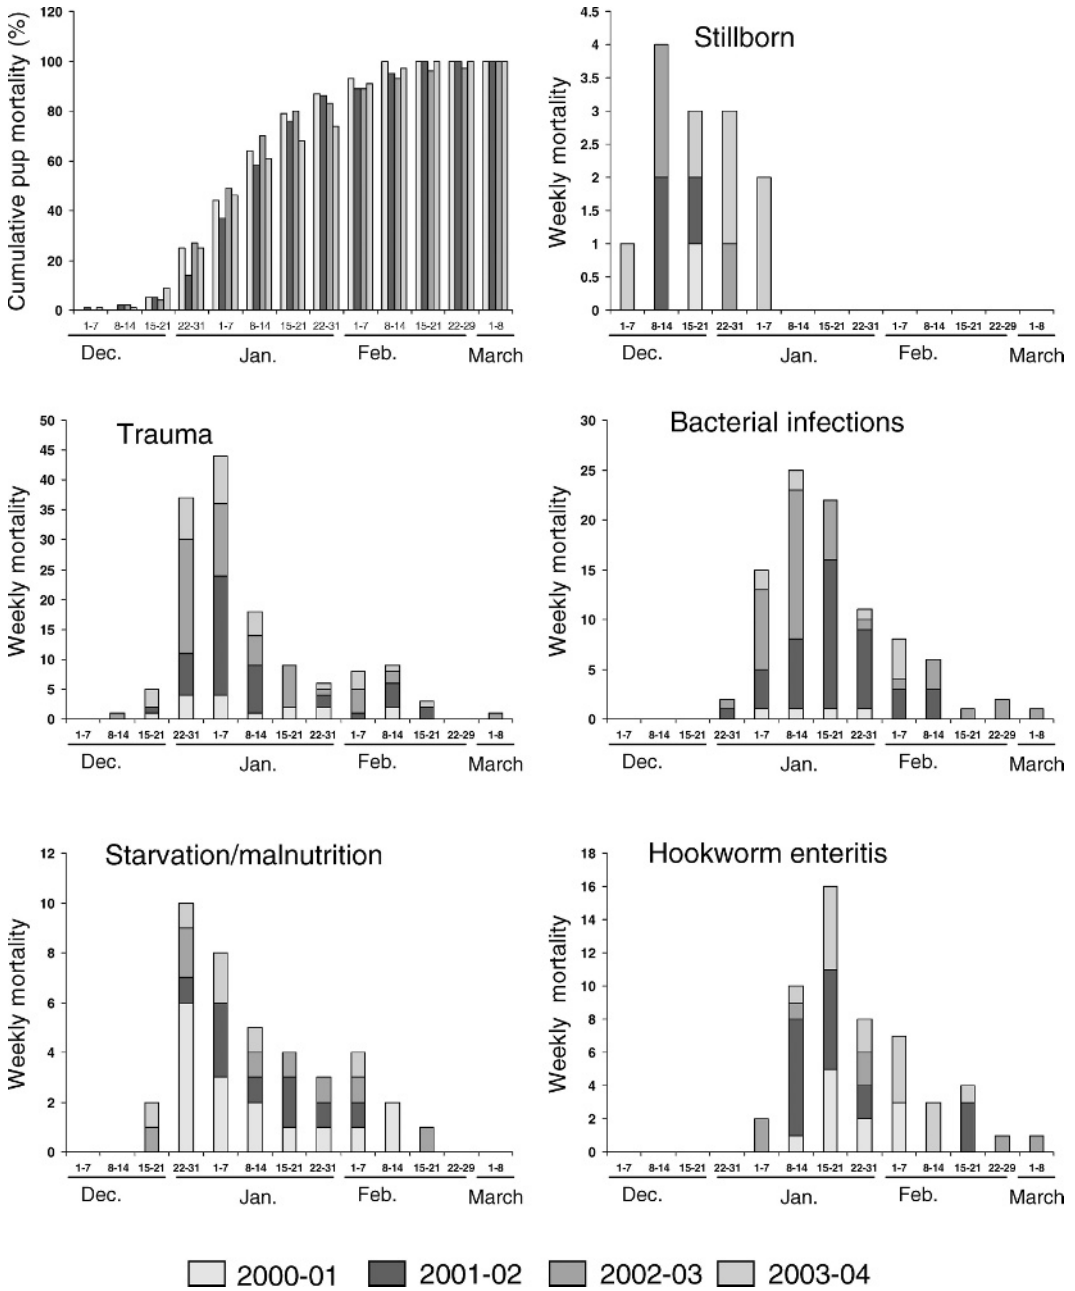 Cumulative pup mortality (%)
120
100
80
60
40
20
0
1-7 8-14 15-21 22-31 1-7 8-14 15-21 22-31 1-7 8-14 15-21 22-29 1-8
Dec. Jan. Feb. March
Stillborn
Weekly mortality
4.5
4
3.5
3
2.5
2
1.5
1
0.5
0
1-7 8-14 15-21 22-31 1-7 8-14 15-21 22-31 1-7 8-14 15-21 22-29 1-8
Dec. Jan. Feb. March
Trauma
Weekly mortality
50
45
40
35
30
25
20
15
10
5
0
1-7 8-14 15-21 22-31 1-7 8-14 15-21 22-31 1-7 8-14 15-21 22-29 1-8
Dec. Jan. Feb. March
Bacterial infections
Weekly mortality
30
25
20
15
10
5
0
1-7 8-14 15-21 22-31 1-7 8-14 15-21 22-31 1-7 8-14 15-21 22-29 1-8
Dec. Jan. Feb. March
Starvation/malnutrition
Weekly mortality
12
10
8
6
4
2
0
1-7 8-14 15-21 22-31 1-7 8-14 15-21 22-31 1-7 8-14 15-21 22-29 1-8
Dec. Jan. Feb. March
Hookworm enteritis
Weekly mortality
18
16
14
12
10
8
6
4
2
0
1-7 8-14 15-21 22-31 1-7 8-14 15-21 22-31 1-7 8-14 15-21 22-29 1-8
Dec. Jan. Feb. March
2000-01 2001-02 2002-03 2003-04